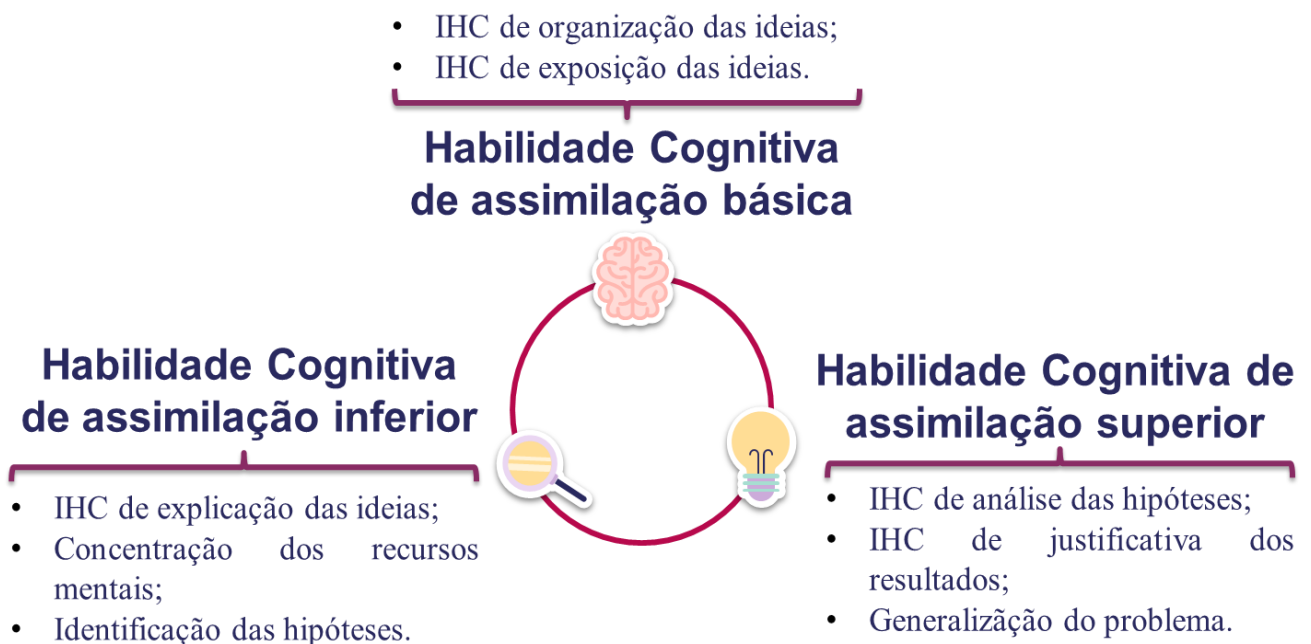 • IHC de organização das ideias;
• IHC de exposição das ideias.
Habilidade Cognitiva
de assimilação básica
Habilidade Cognitiva
de assimilação inferior
• IHC de explicação das ideias;
• Concentração dos recursos
mentais;
• Identificação das hipóteses.
Habilidade Cognitiva de
assimilação superior
• IHC de análise das hipóteses;
• IHC de justificativa dos
resultados;
• Generalizção do problema.